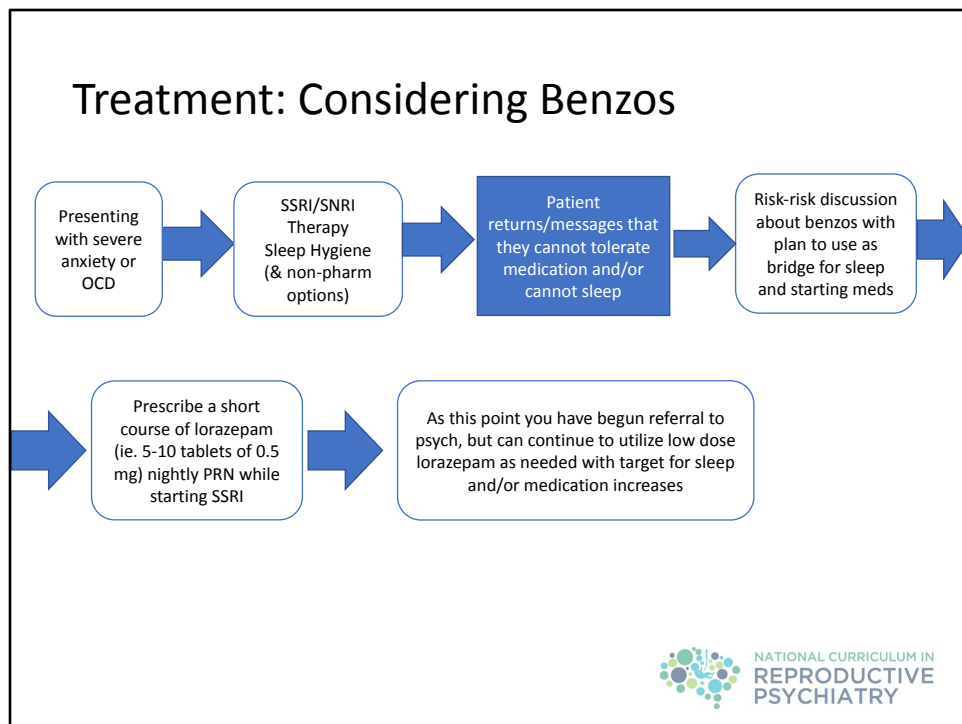 Treatment: Considering Benzos
Presenting
with severe
anxiety or
OCD
SSRI/SNRI
Therapy
Sleep Hygiene
(& non-pharm
options)
Patient
returns/messages that
they cannot tolerate
medication and/or
cannot sleep
Risk-risk discussion
about benzos with
plan to use as
bridge for sleep
and starting meds
Prescribe a short
course of lorazepam
(ie. 5-10 tablets of 0.5
mg) nightly PRN while
starting SSRI
As this point you have begun referral to
psych, but can continue to utilize low dose
lorazepam as needed with target for sleep
and/or medication increases
NATIONAL CURRICULUM IN
REPRODUCTIVE
PSYCHIATRY